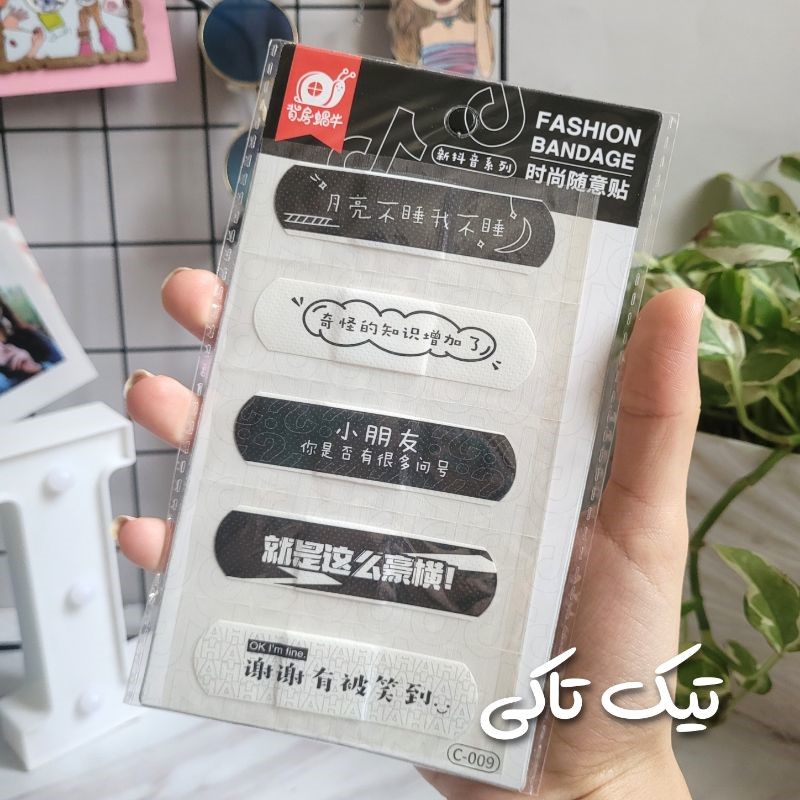 背房蝸牛
FASHION
BANDAGE
新抖音系列
时尚随意贴
月亮不睡我不睡
奇怪的知识增加了
小朋友
你是否有很多问号
就是这么豪横!
OK I'm fine.
谢谢有被笑到
C-009
تیک تاکی